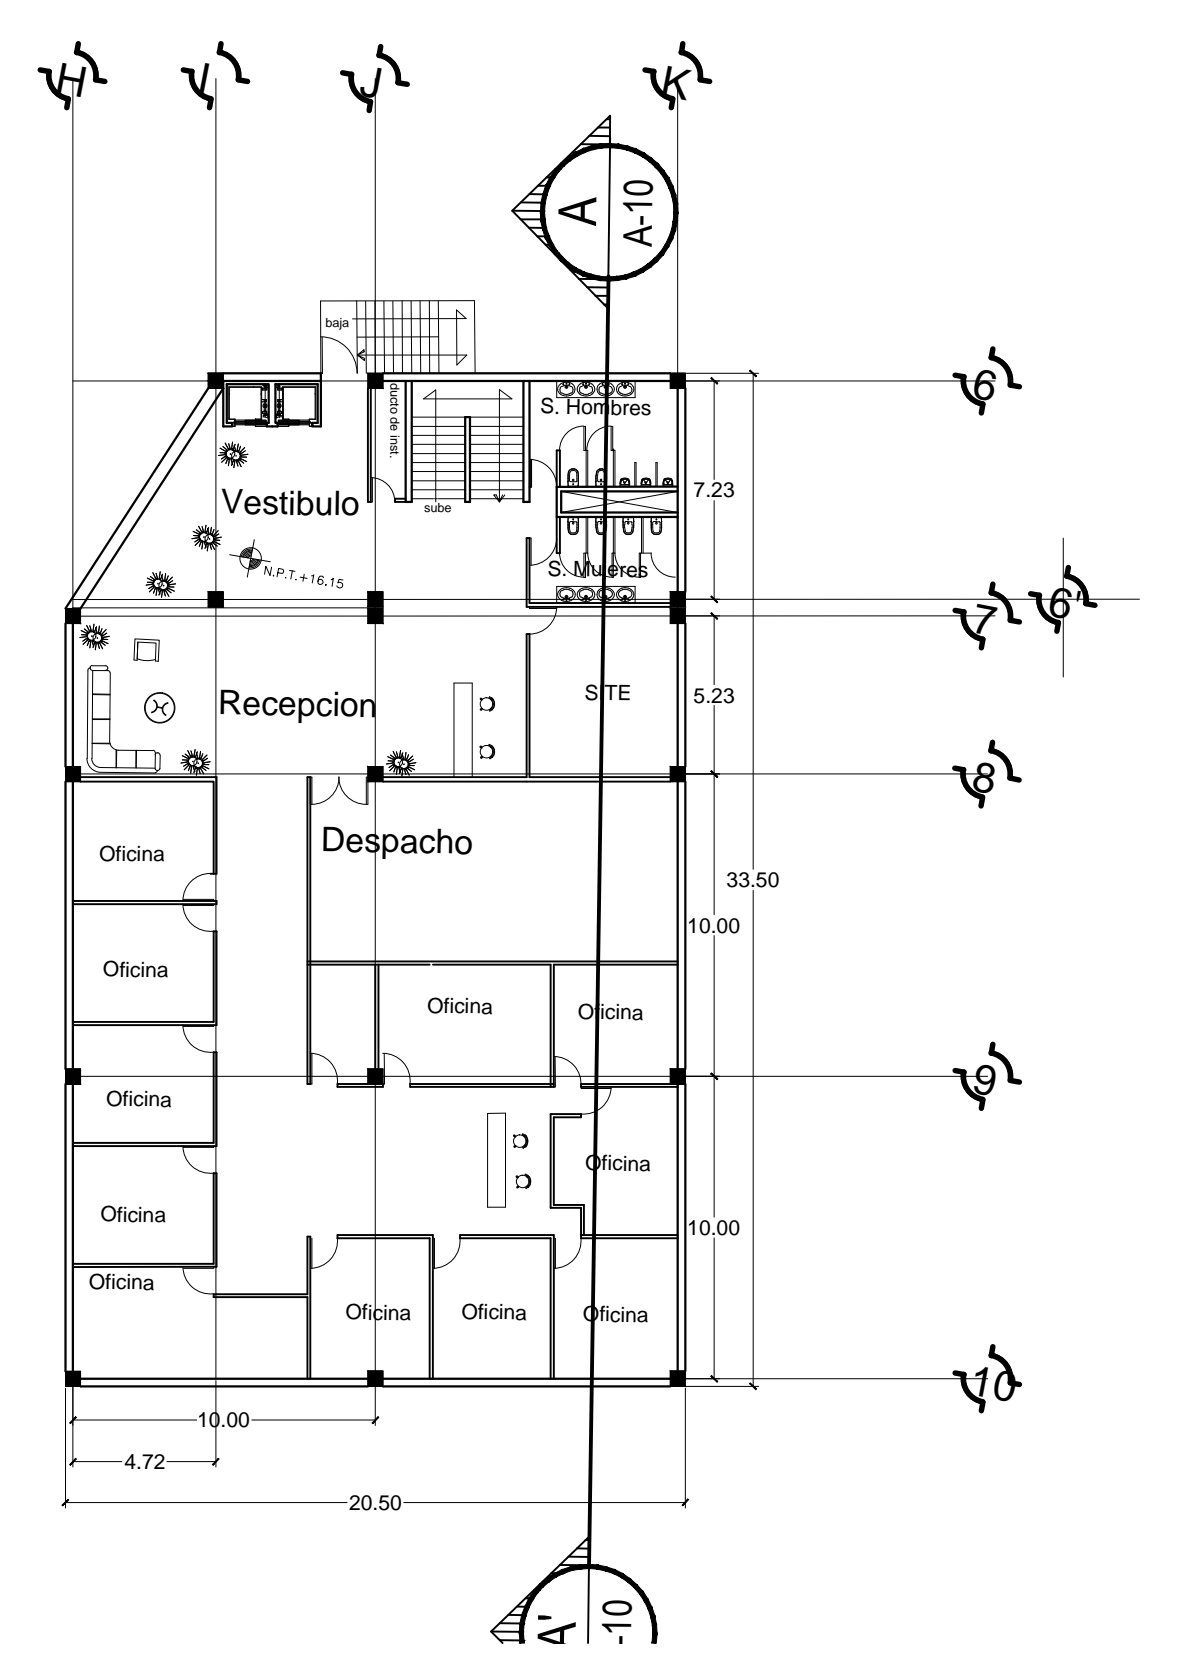 H I J K
A
A-10
baja
6
ducto de inst.
S. Hombres
7.23
Vestibulo
sube
N.P.T.+16.15
S. Mujeres
6'
7
Recepcion
SITE
5.23
8
Despacho
Oficina
33.50
10.00
Oficina
Oficina
Oficina
9
Oficina
Oficina
Oficina
10.00
Oficina
Oficina
Oficina
Oficina
10
10.00
4.72
20.50
A'
-10